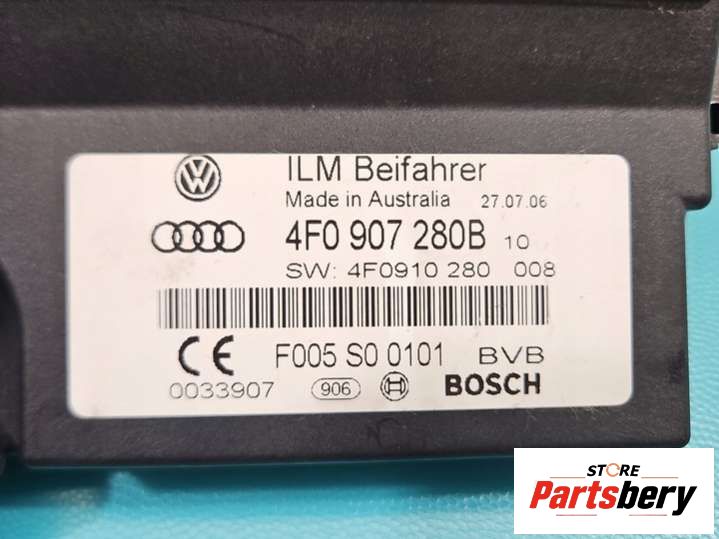 ILM Beifahrer
Made in Australia 27.07.06
4F0 907 280B 10
SW: 4F0910 280 008
CE F005 S0 0101 BVB
0033907 906 BOSCH
STORE
Partsbery